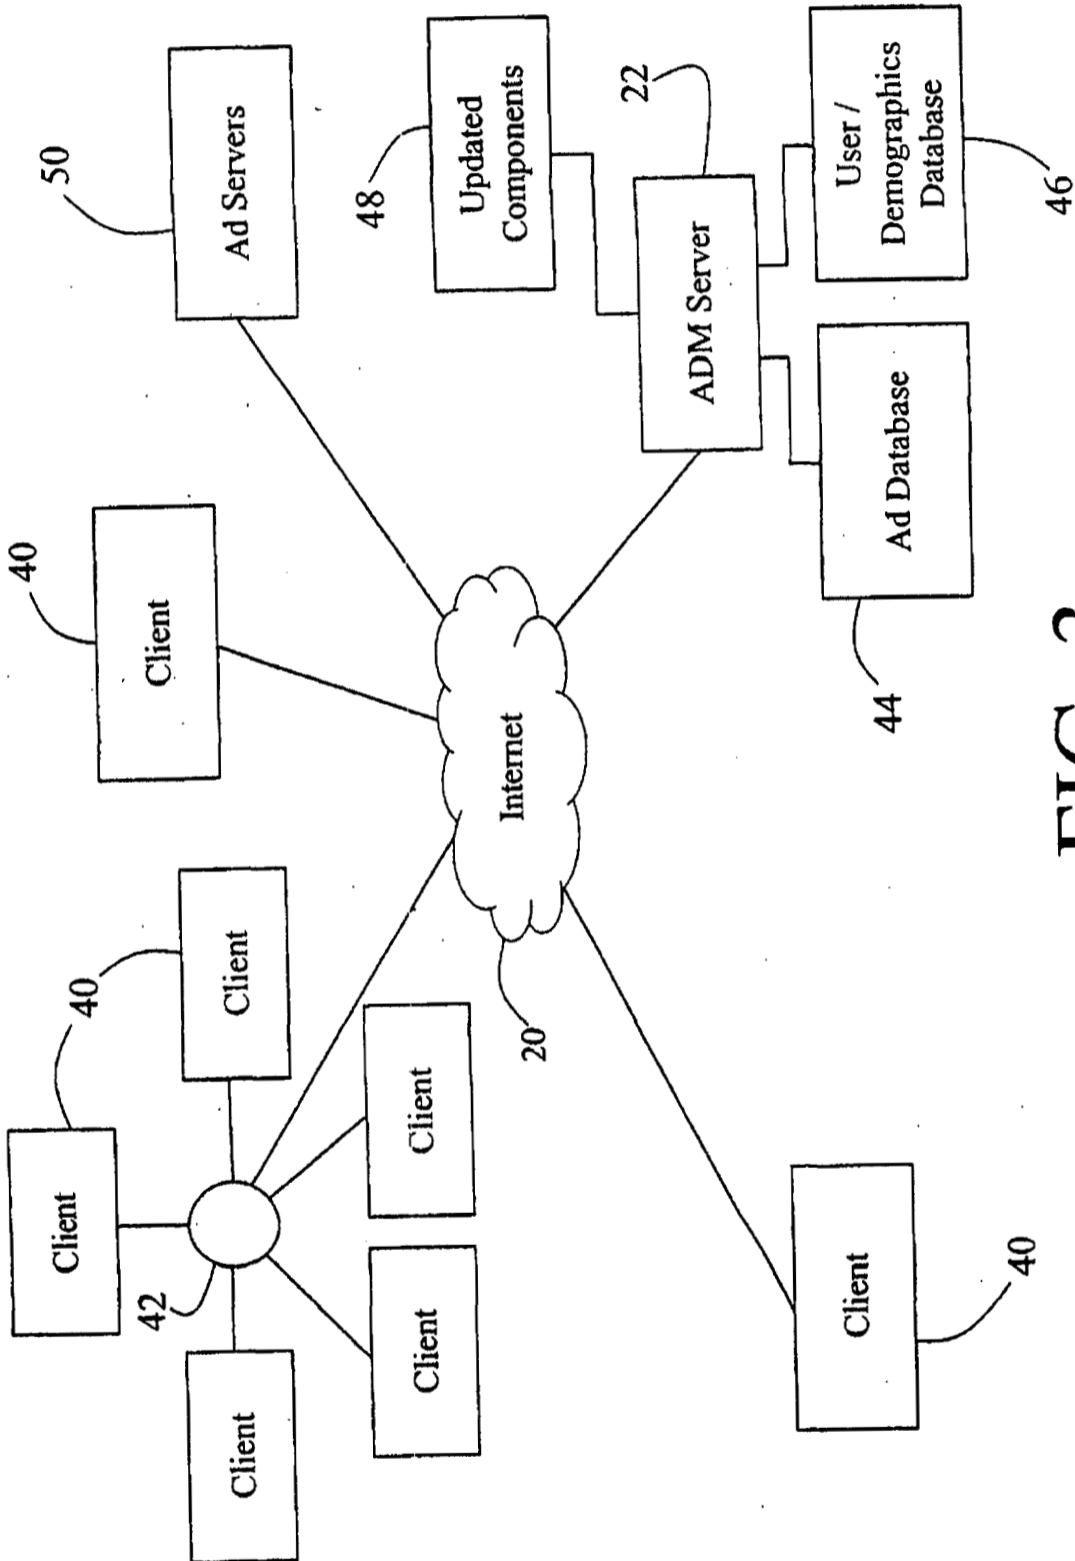 40
50
Client
40
42
Client
Client
Client
Ad Servers
48
Client
Client
Updated
Components
Internet
20
22
ADM Server
Client
44
Ad Database
User /
Demographics
Database
40
46
FIG.